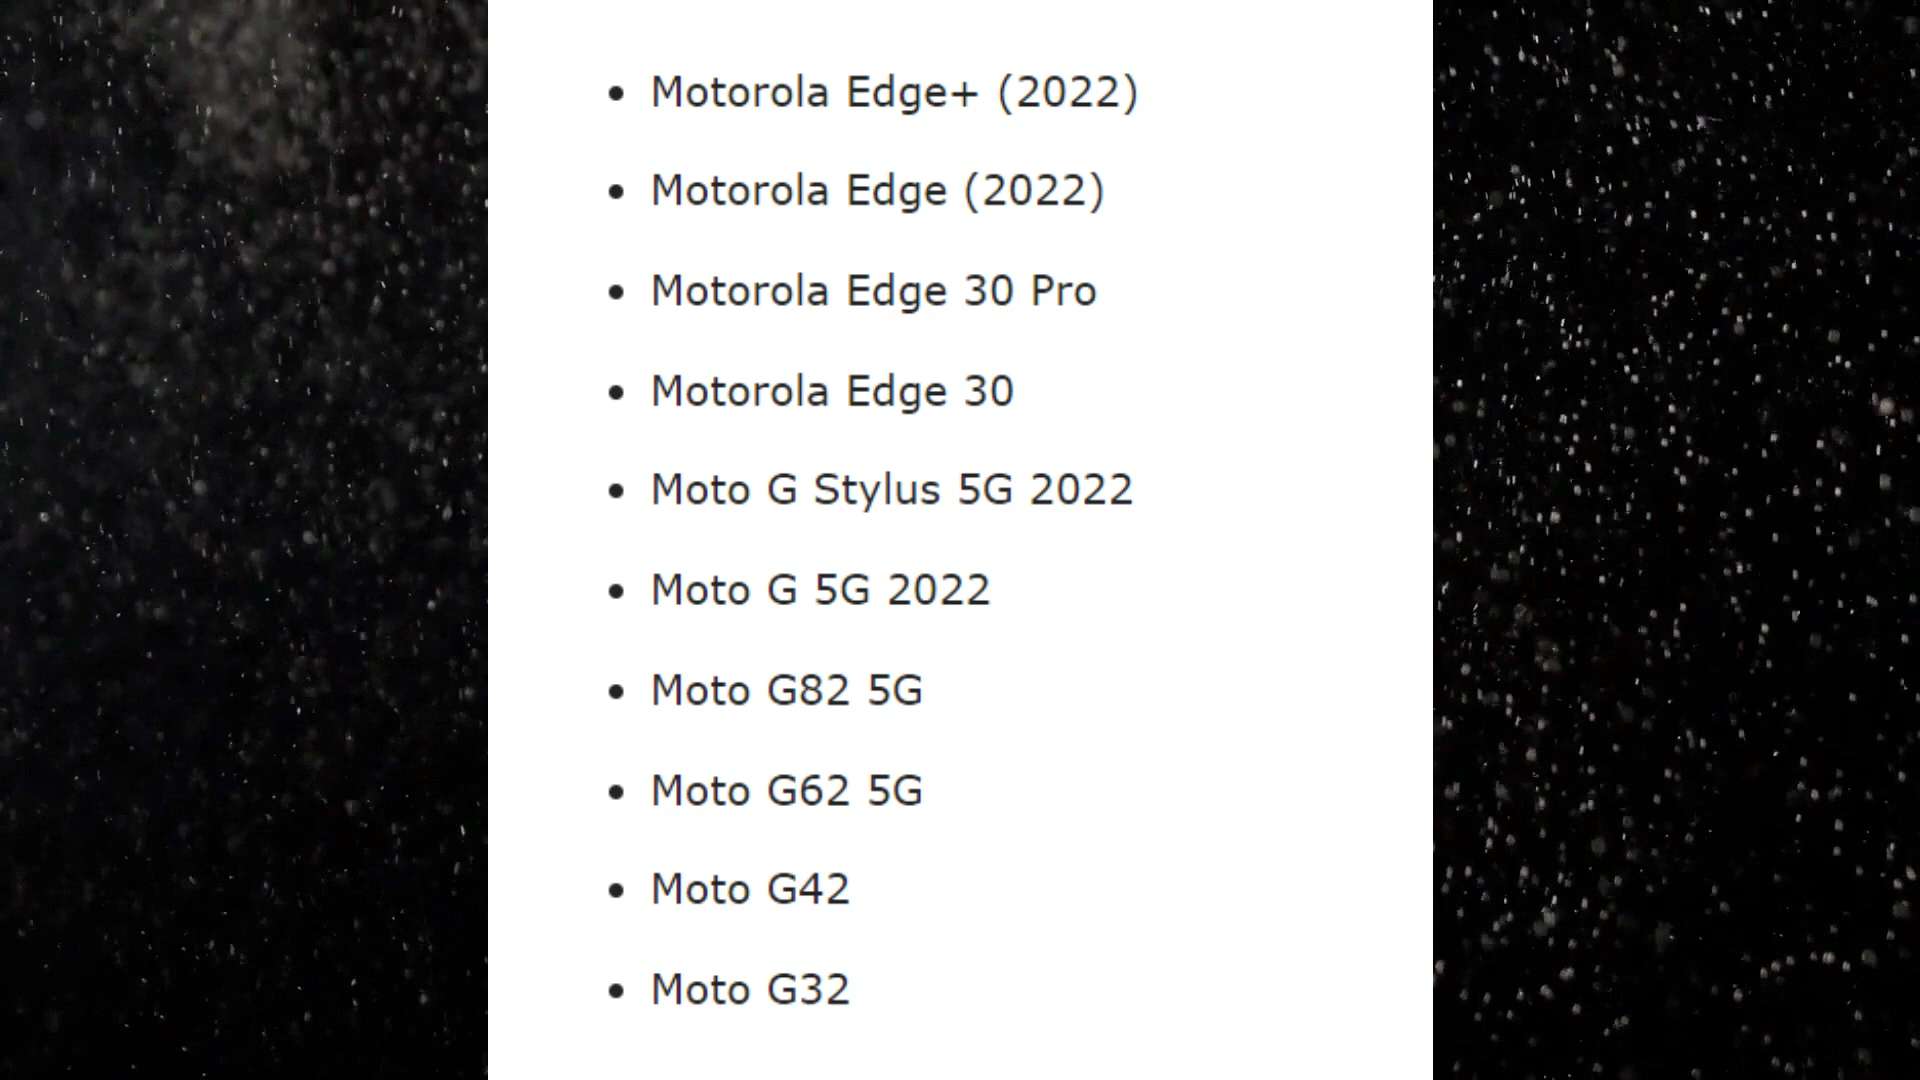 • Motorola Edge+ (2022)
• Motorola Edge (2022)
• Motorola Edge 30 Pro
• Motorola Edge 30
• Moto G Stylus 5G 2022
• Moto G 5G 2022
• Moto G82 5G
• Moto G62 5G
• Moto G42
• Moto G32